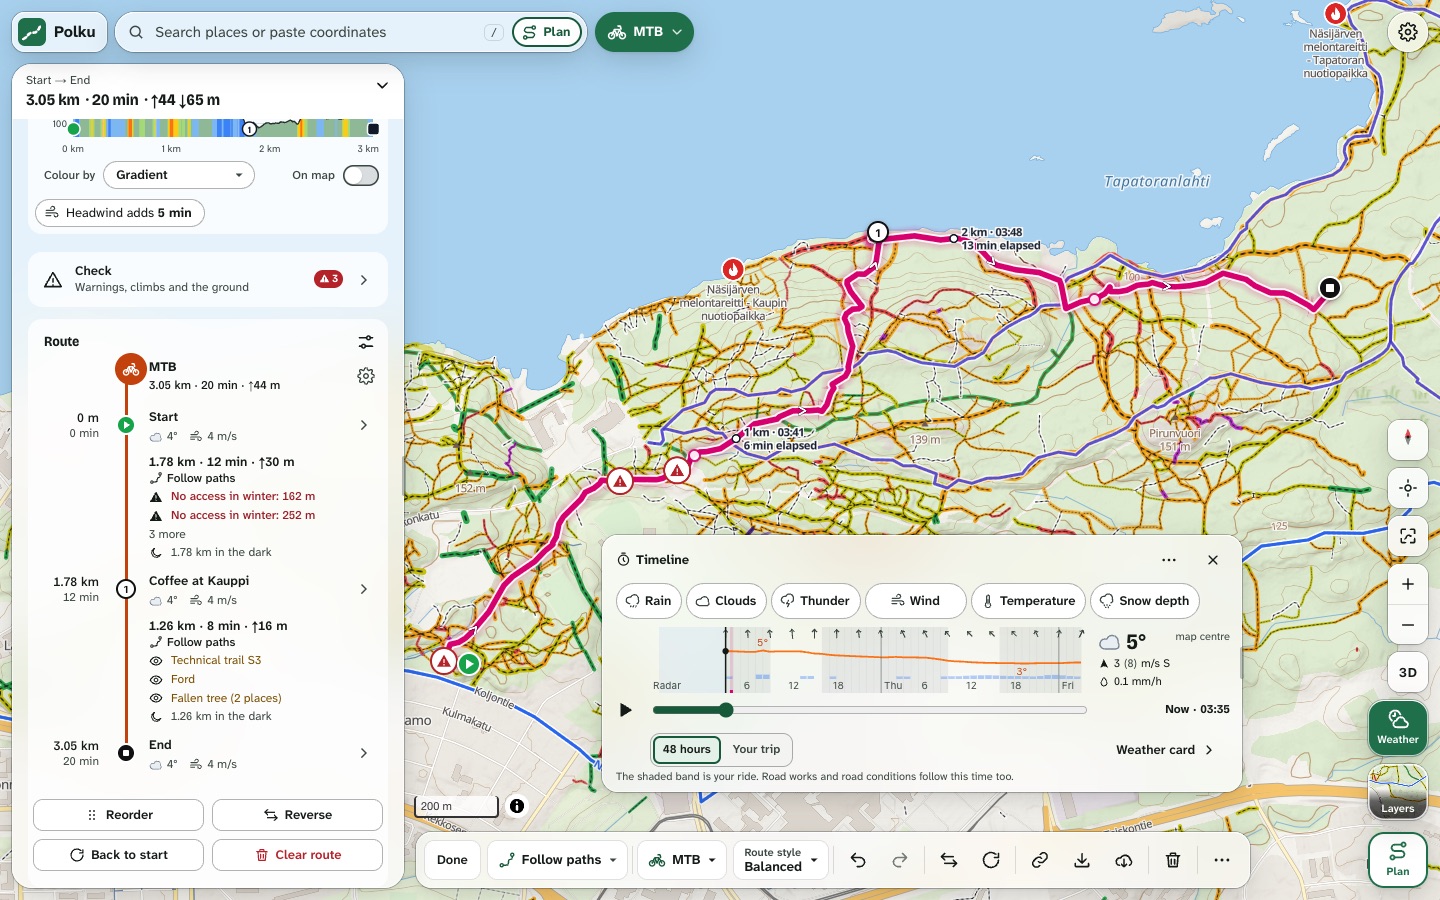 Polku
Search places or paste coordinates
/
Plan
MTB
Start → End
3.05 km · 20 min · ↑44 ↓65 m
100
1
0 km
1 km
2 km
3 km
Colour by
Gradient
On map
Headwind adds 5 min
Check
Warnings, climbs and the ground
3
Route
MTB
3.05 km · 20 min · ↑44 m
0 m
0 min
Start
4° 4 m/s
1.78 km · 12 min · ↑30 m
Follow paths
No access in winter: 162 m
No access in winter: 252 m
3 more
1.78 km in the dark
1.78 km
12 min
1
Coffee at Kauppi
4° 4 m/s
1.26 km · 8 min · ↑16 m
Follow paths
Technical trail S3
Ford
Fallen tree (2 places)
1.26 km in the dark
3.05 km
20 min
End
4° 4 m/s
Reorder
Reverse
Back to start
Clear route
Näsijärven
melontareitti
- Tapatoran
nuotiopaikka
Tapatoranlahti
1
2 km · 03:48
13 min elapsed
Näsijärven
melontareitti - Kaupin
nuotiopaikka
100
1 km · 03:41
6 min elapsed
139 m
Pirunvuori
151 m
152 m
125
onkatu
Koljontie
Kulmakatu
amo
Timeline
Rain
Clouds
Thunder
Wind
Temperature
Snow depth
5°
3°
Radar
6
12
18
Thu
6
12
18
Fri
5°
map centre
3 (8) m/s S
0.1 mm/h
Now · 03:35
48 hours
Your trip
Weather card
The shaded band is your ride. Road works and road conditions follow this time too.
200 m
Done
Follow paths
MTB
Route style
Balanced
3D
Weather
Layers
Plan